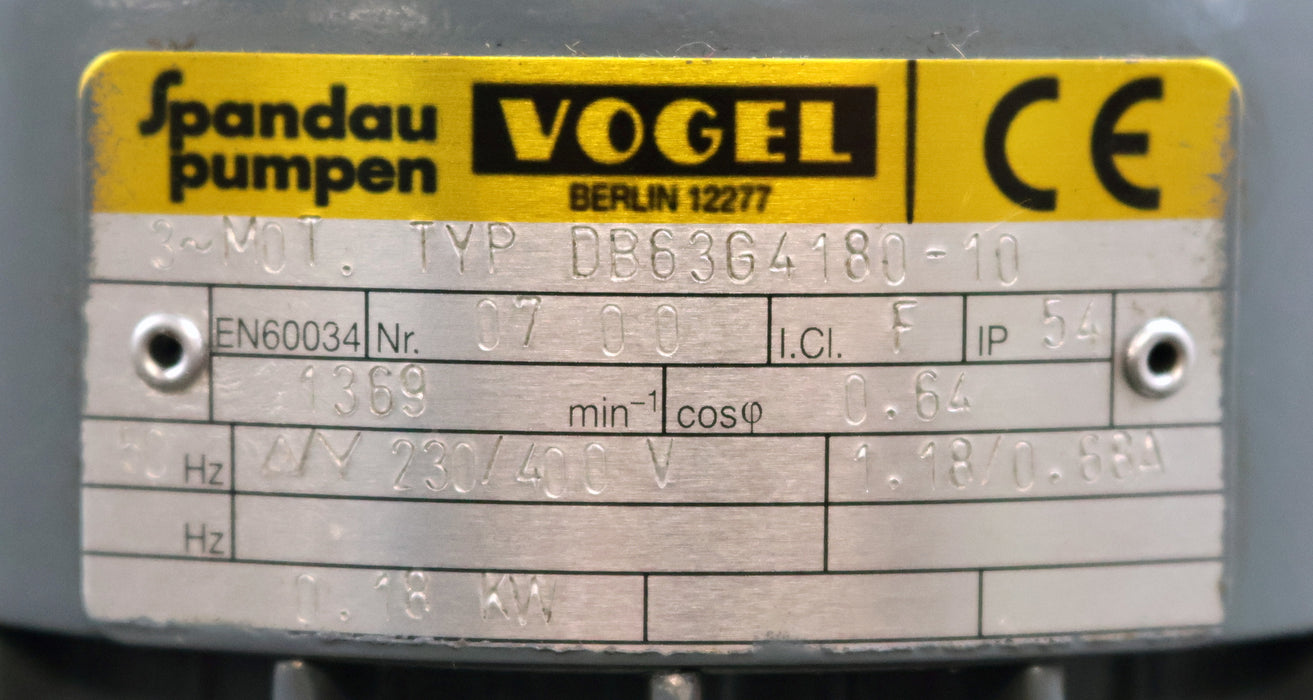 Spandau
pumpen
VOGEL
BERLIN 12277
CE
3~MOT. TYP DB63G4180-10
EN60034 Nr. 07 00 I.Cl. F IP 54
1369 min⁻¹ cosφ 0.64
50 Hz Δ/Y 230/400 V 1.18/0.68A
Hz
0.18 KW